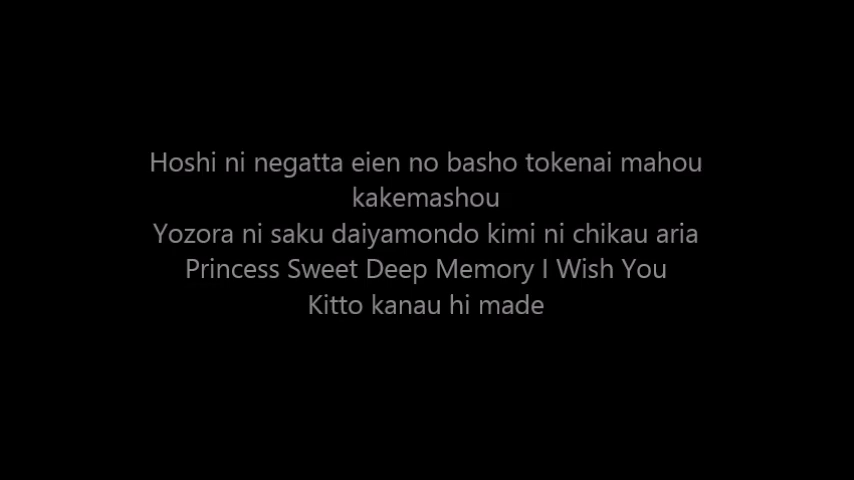 Hoshi ni negatta eien no basho tokenai mahou
kakemashou
Yozora ni saku daiyamondo kimi ni chikau aria
Princess Sweet Deep Memory I Wish You
Kitto kanau hi made